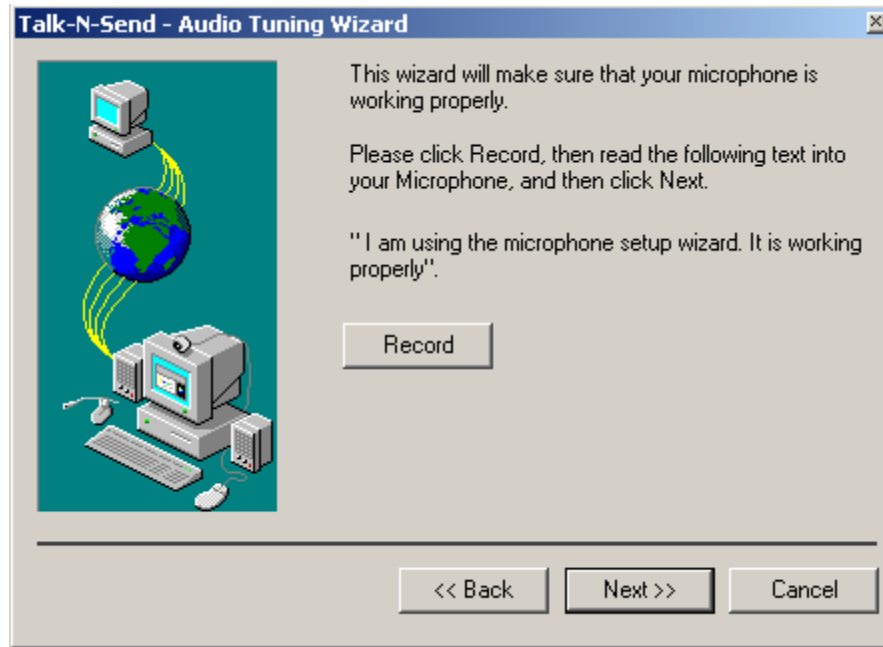 Talk-N-Send - Audio Tuning Wizard
This wizard will make sure that your microphone is
working properly.
Please click Record, then read the following text into
your Microphone, and then click Next.
"I am using the microphone setup wizard. It is working
properly".
Record
<< Back
Next >>
Cancel